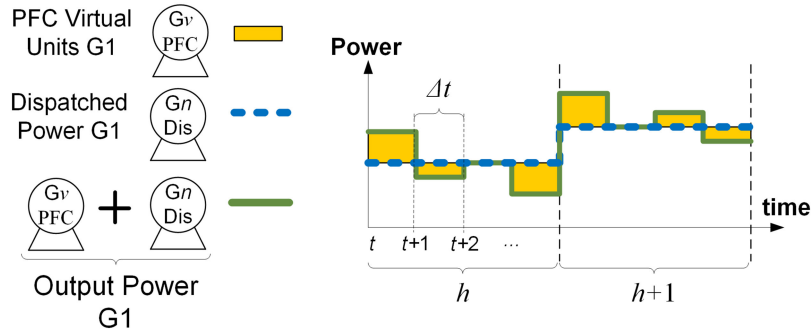 PFC Virtual
Units G1
Gv
PFC
Dispatched
Power G1
Gn
Dis
Gv
PFC
+
Gn
Dis
Output Power
G1
Power
Δt
time
t
t+1
t+2
...
h
h+1